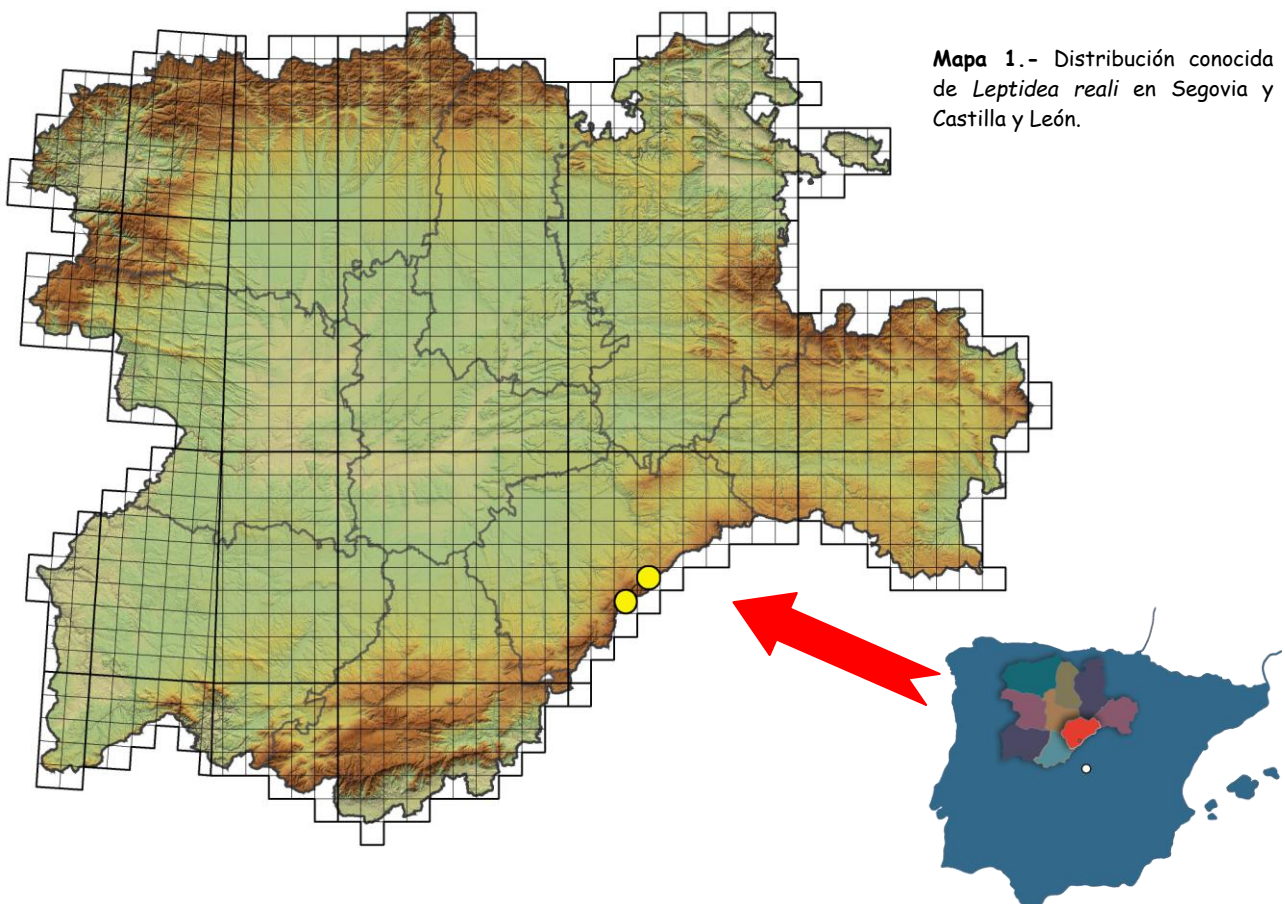 Mapa 1.- Distribución conocida
de Leptidea reali en Segovia y
Castilla y León.